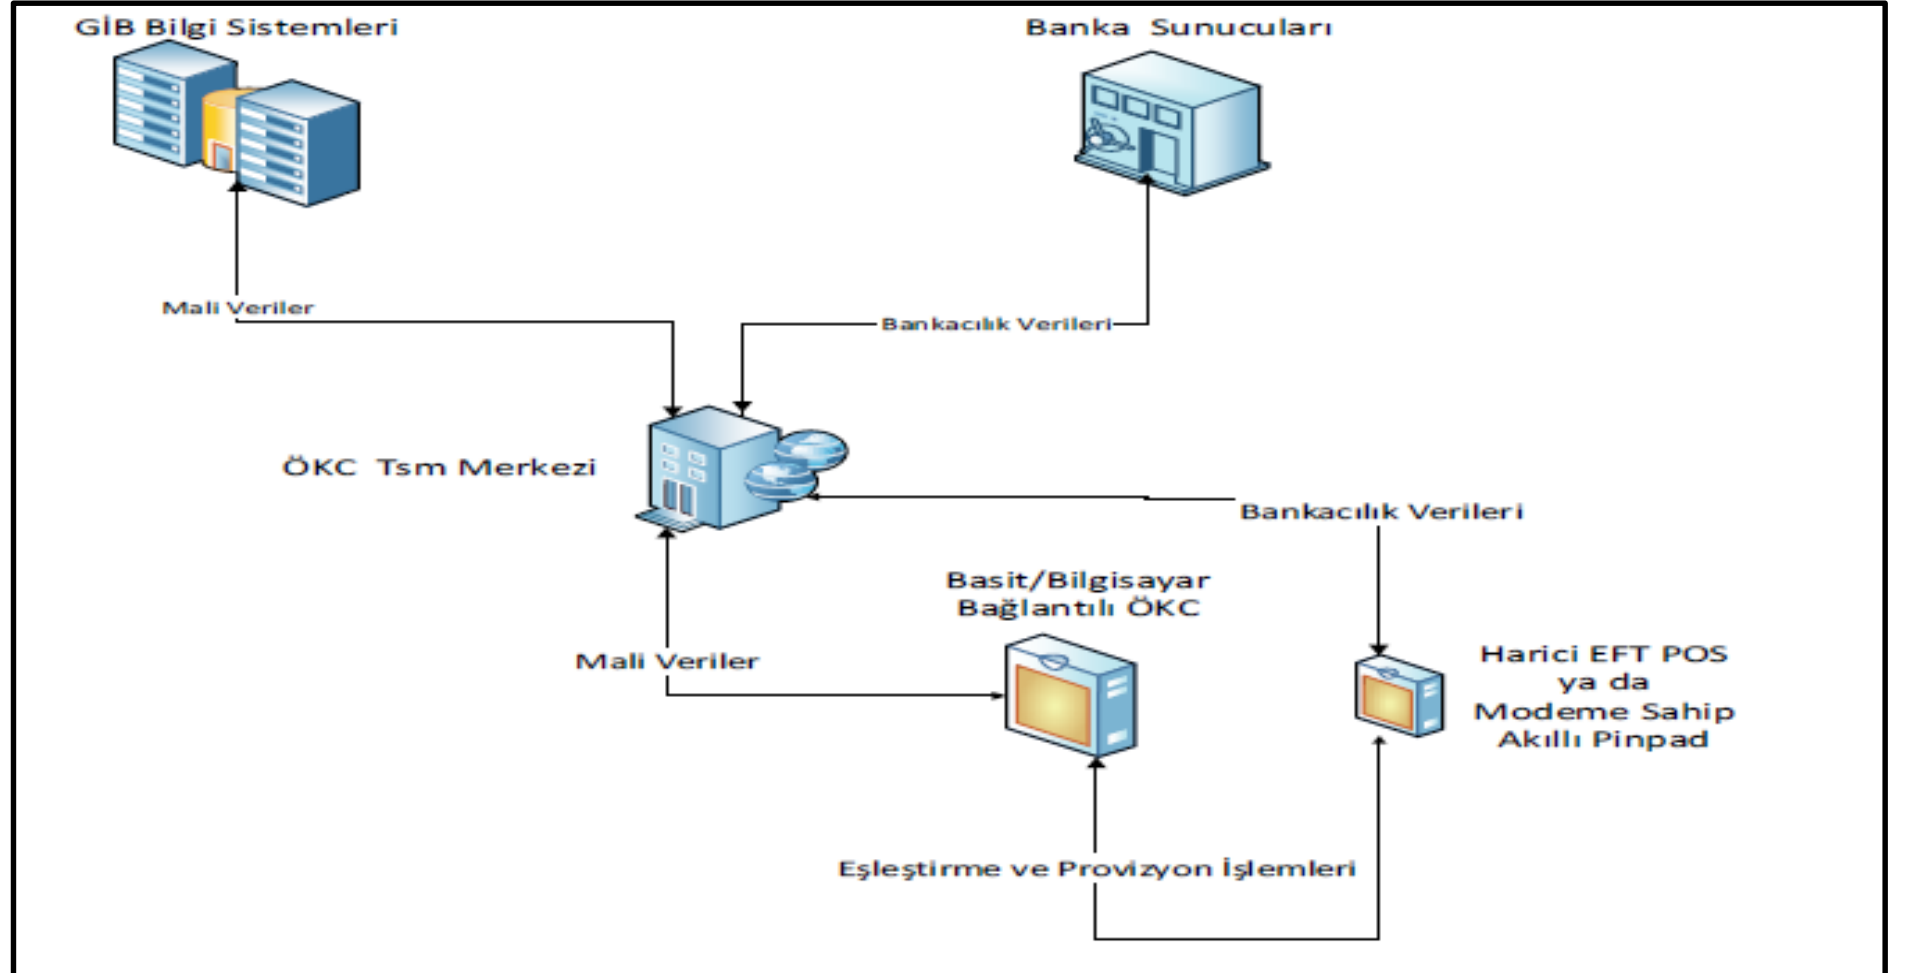 GİB Bilgi Sistemleri
Banka Sunucuları
Mali Veriler
Bankacılık Verileri
ÖKC Tsm Merkezi
Bankacılık Verileri
Basit/Bilgisayar
Bağlantılı ÖKC
Mali Veriler
Harici EFT POS
ya da
Modeme Sahip
Akıllı Pinpad
Eşleştirme ve Provizyon İşlemleri